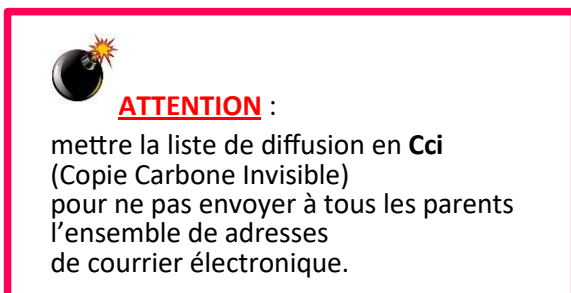 ATTENTION :
mettre la liste de diffusion en Cci
(Copie Carbone Invisible)
pour ne pas envoyer à tous les parents
l’ensemble de adresses
de courrier électronique.